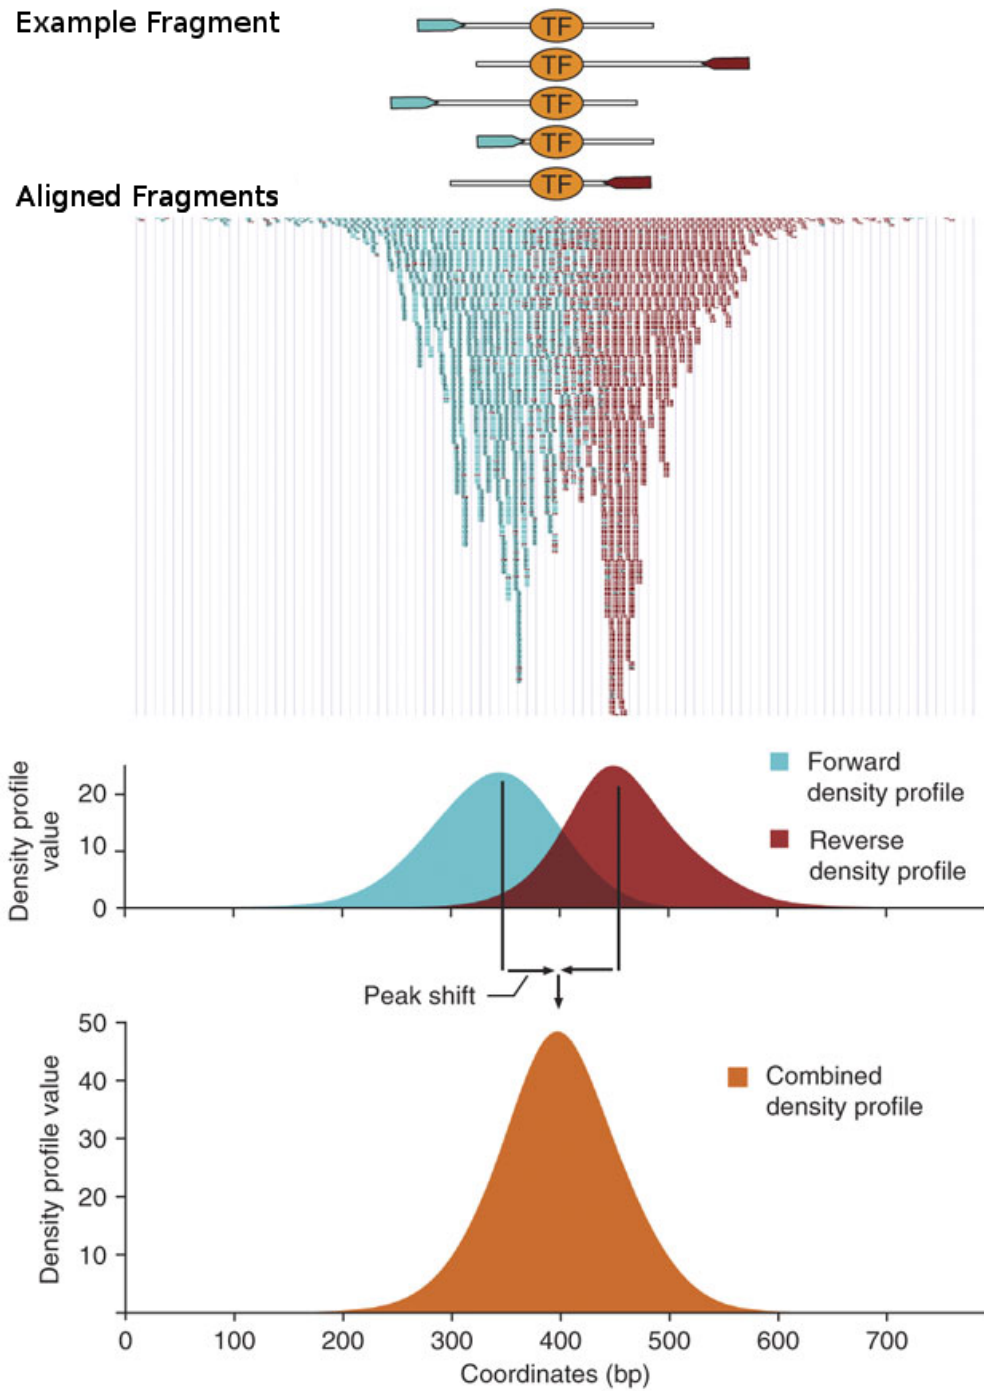 Example Fragment
TF
TF
TF
TF
TF
Aligned Fragments
Density profile
value
20
10
0
Forward
density profile
Reverse
density profile
Peak shift
Density profile value
50
40
30
20
10
Combined
density profile
0 100 200 300 400 500 600 700
Coordinates (bp)